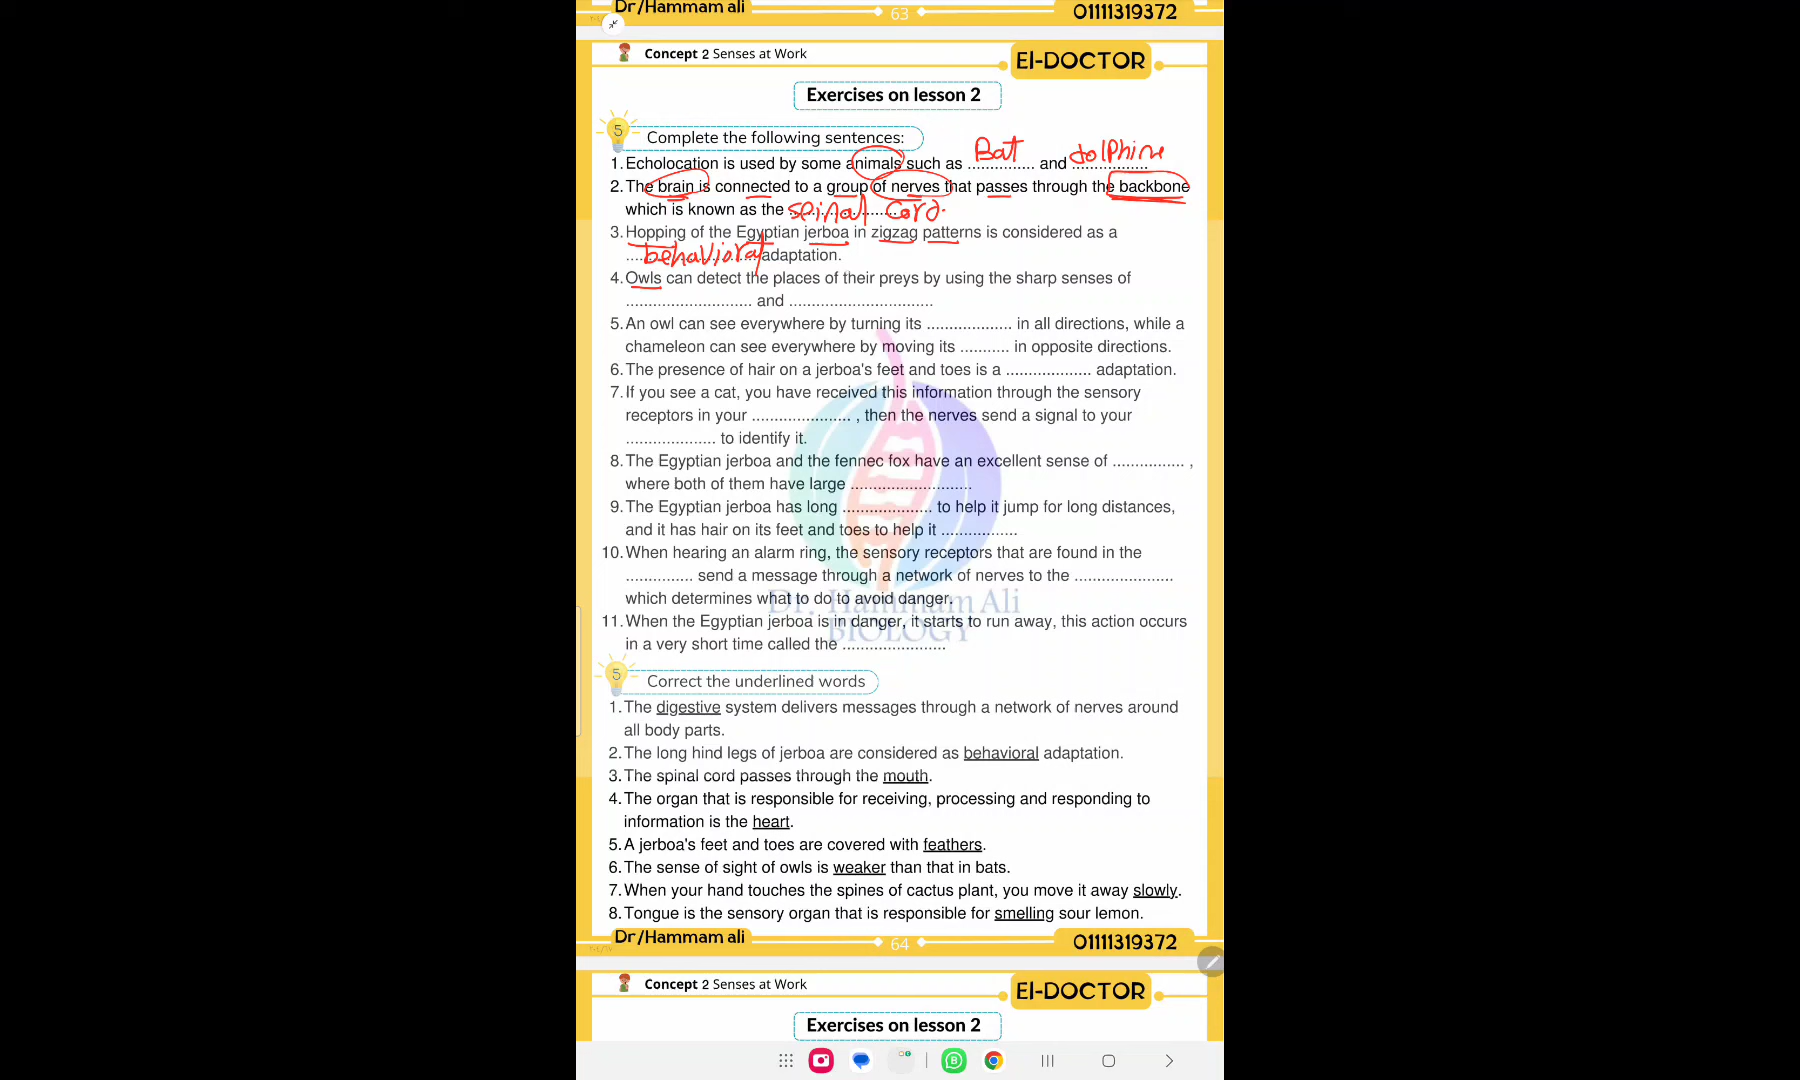 Dr/Hammam ali 63 01111319372
Concept 2 Senses at Work El-DOCTOR
Exercises on lesson 2
5 Complete the following sentences:
1. Echolocation is used by some animals such as Bat and dolphine
2. The brain is connected to a group of nerves that passes through the backbone
which is known as the spinal cord.
3. Hopping of the Egyptian jerboa in zigzag patterns is considered as a
behavioral adaptation.
4. Owls can detect the places of their preys by using the sharp senses of
............................ and ................................
5. An owl can see everywhere by turning its ................... in all directions, while a
chameleon can see everywhere by moving its ........... in opposite directions.
6. The presence of hair on a jerboa's feet and toes is a ................... adaptation.
7. If you see a cat, you have received this information through the sensory
receptors in your ...................... , then the nerves send a signal to your
.................... to identify it.
8. The Egyptian jerboa and the fennec fox have an excellent sense of ................ ,
where both of them have large ...........................
9. The Egyptian jerboa has long .................... to help it jump for long distances,
and it has hair on its feet and toes to help it .................
10. When hearing an alarm ring, the sensory receptors that are found in the
............... send a message through a network of nerves to the ......................
which determines what to do to avoid danger.
Dr. Hammam Ali
11. When the Egyptian jerboa is in danger, it starts to run away, this action occurs
BIOLOGY
in a very short time called the .......................
5 Correct the underlined words
1. The digestive system delivers messages through a network of nerves around
all body parts.
2. The long hind legs of jerboa are considered as behavioral adaptation.
3. The spinal cord passes through the mouth.
4. The organ that is responsible for receiving, processing and responding to
information is the heart.
5. A jerboa's feet and toes are covered with feathers.
6. The sense of sight of owls is weaker than that in bats.
7. When your hand touches the spines of cactus plant, you move it away slowly.
8. Tongue is the sensory organ that is responsible for smelling sour lemon.
Dr/Hammam ali 64 01111319372
Concept 2 Senses at Work El-DOCTOR
Exercises on lesson 2